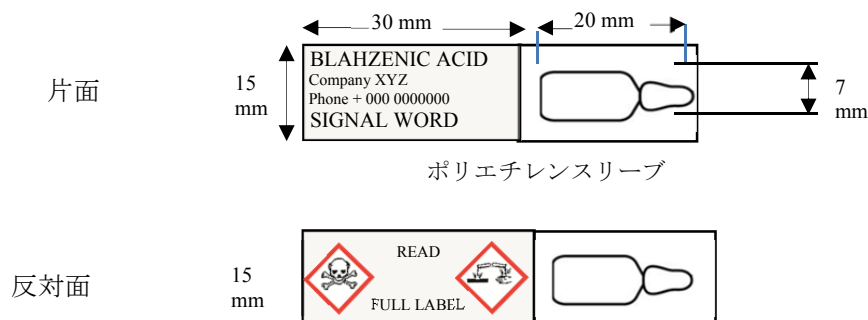 30 mm
20 mm
片面
15
mm
BLAHZENIC ACID
Company XYZ
Phone + 000 0000000
SIGNAL WORD
7
mm
ポリエチレンスリーブ
反対面
15
mm
READ
FULL LABEL